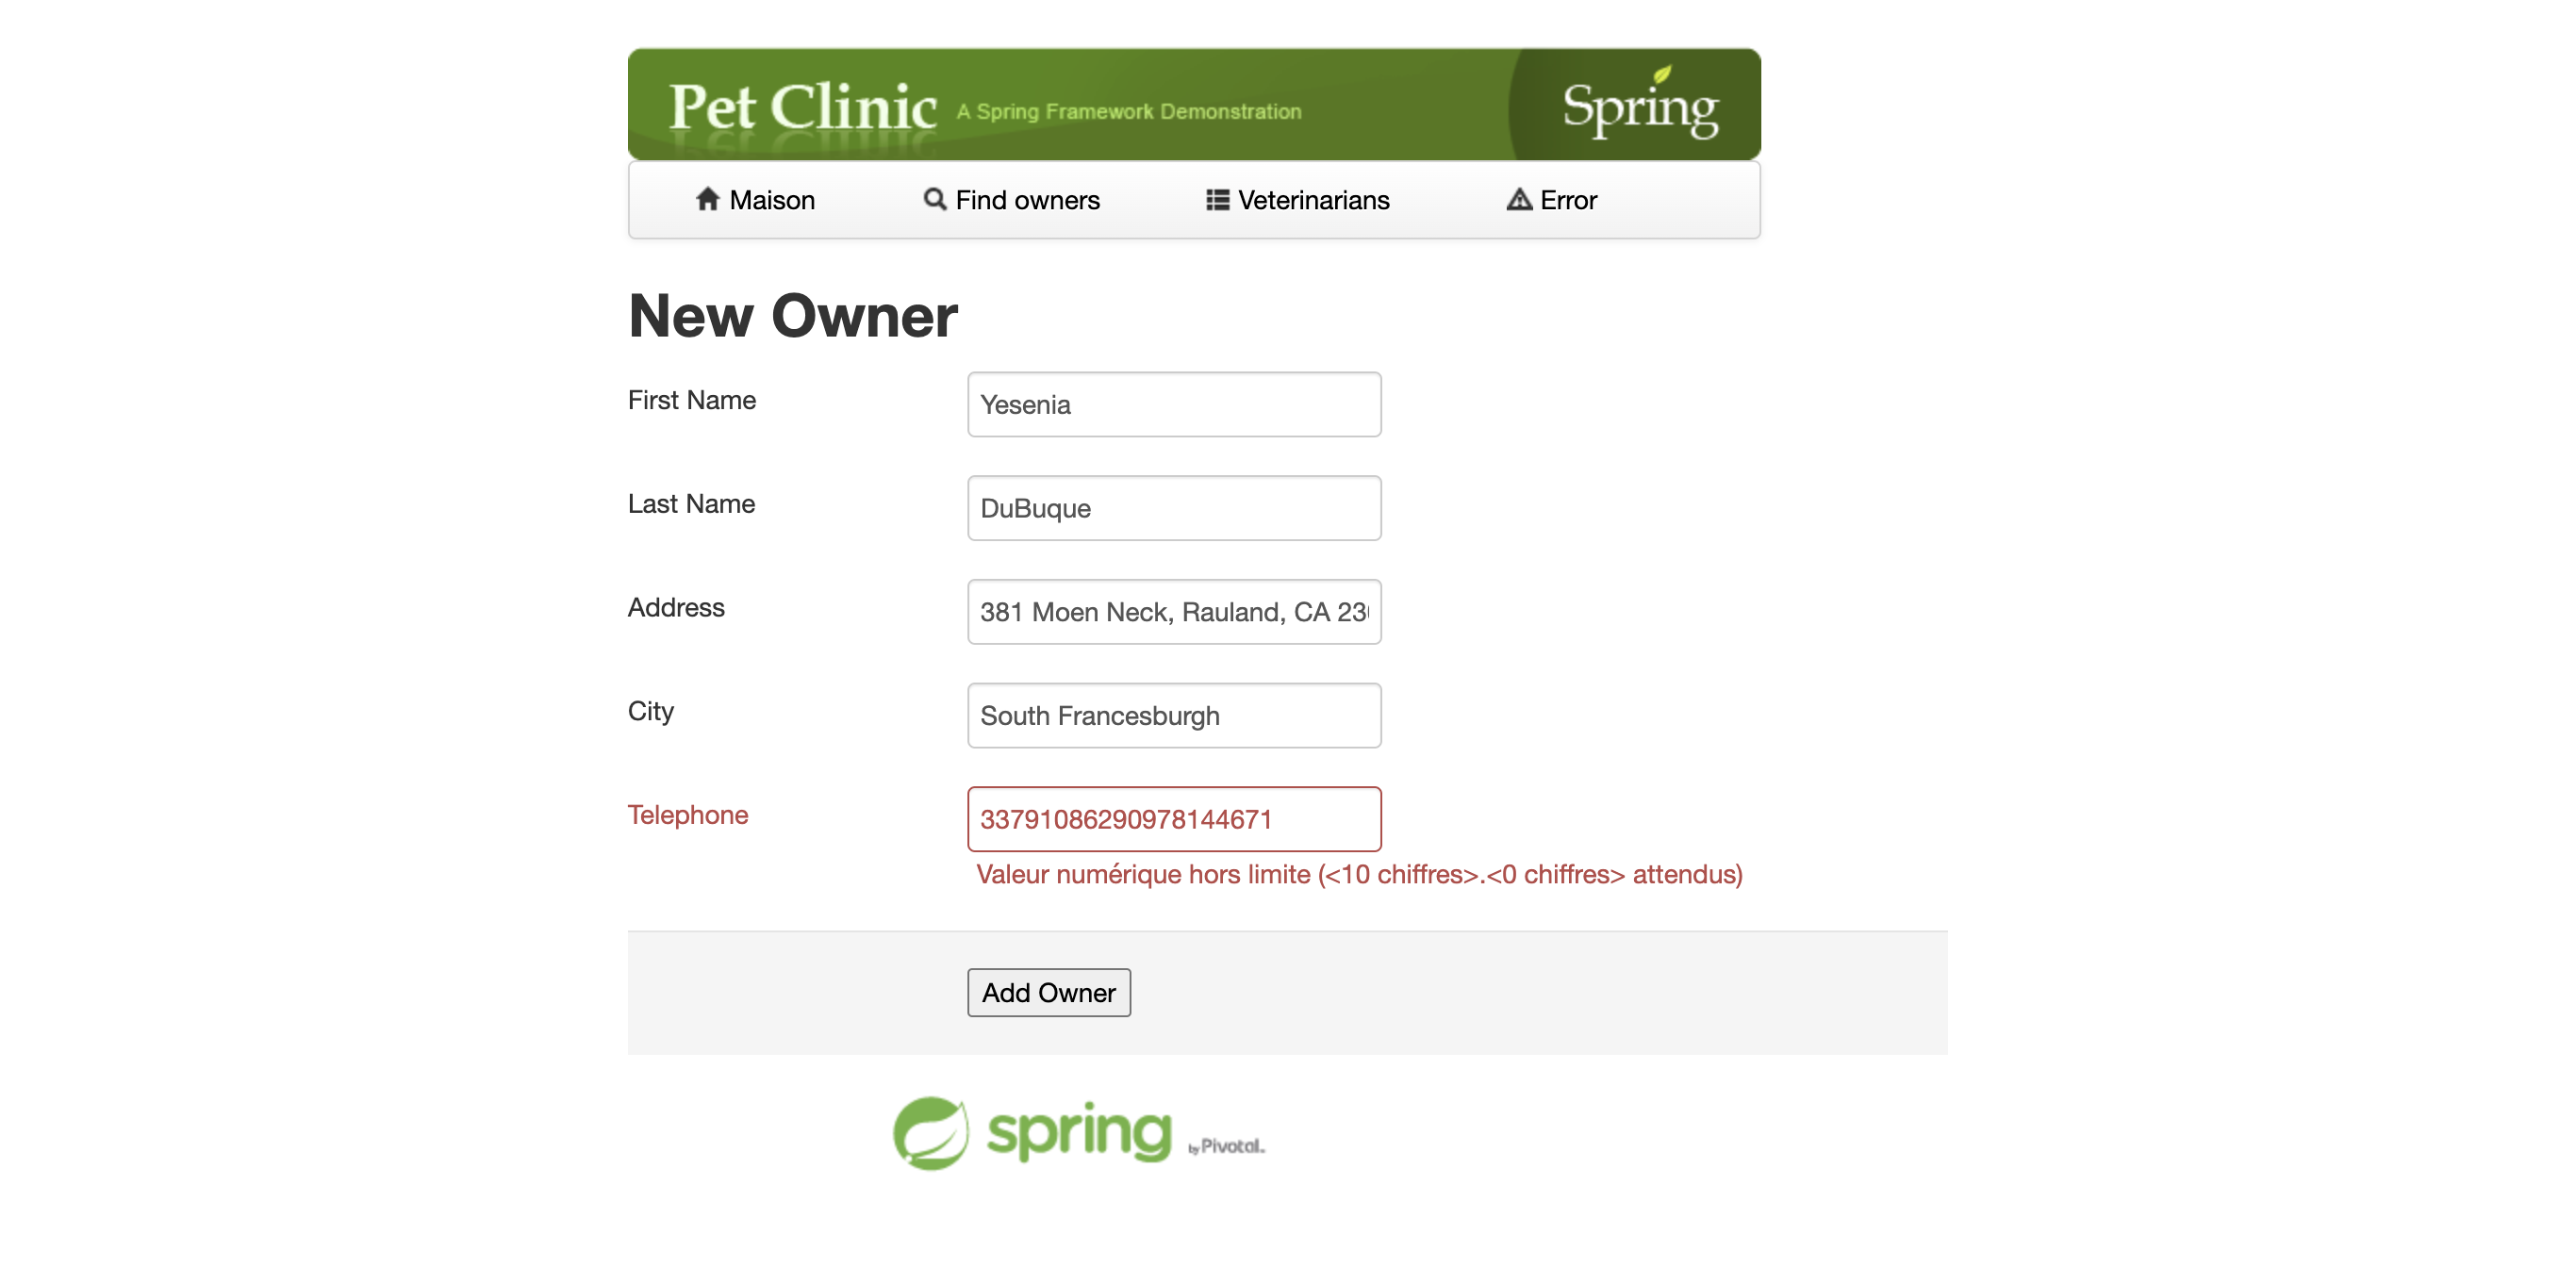 Pet Clinic A Spring Framework Demonstration Spring
Maison Find owners Veterinarians Error
New Owner
First Name Yesenia
Last Name DuBuque
Address 381 Moen Neck, Rauland, CA
City South Francesburgh
Telephone 33791086290978144671
Valeur numérique hors limite (<10 chiffres>.<0 chiffres> attendus)
Add Owner
spring by Pivotal